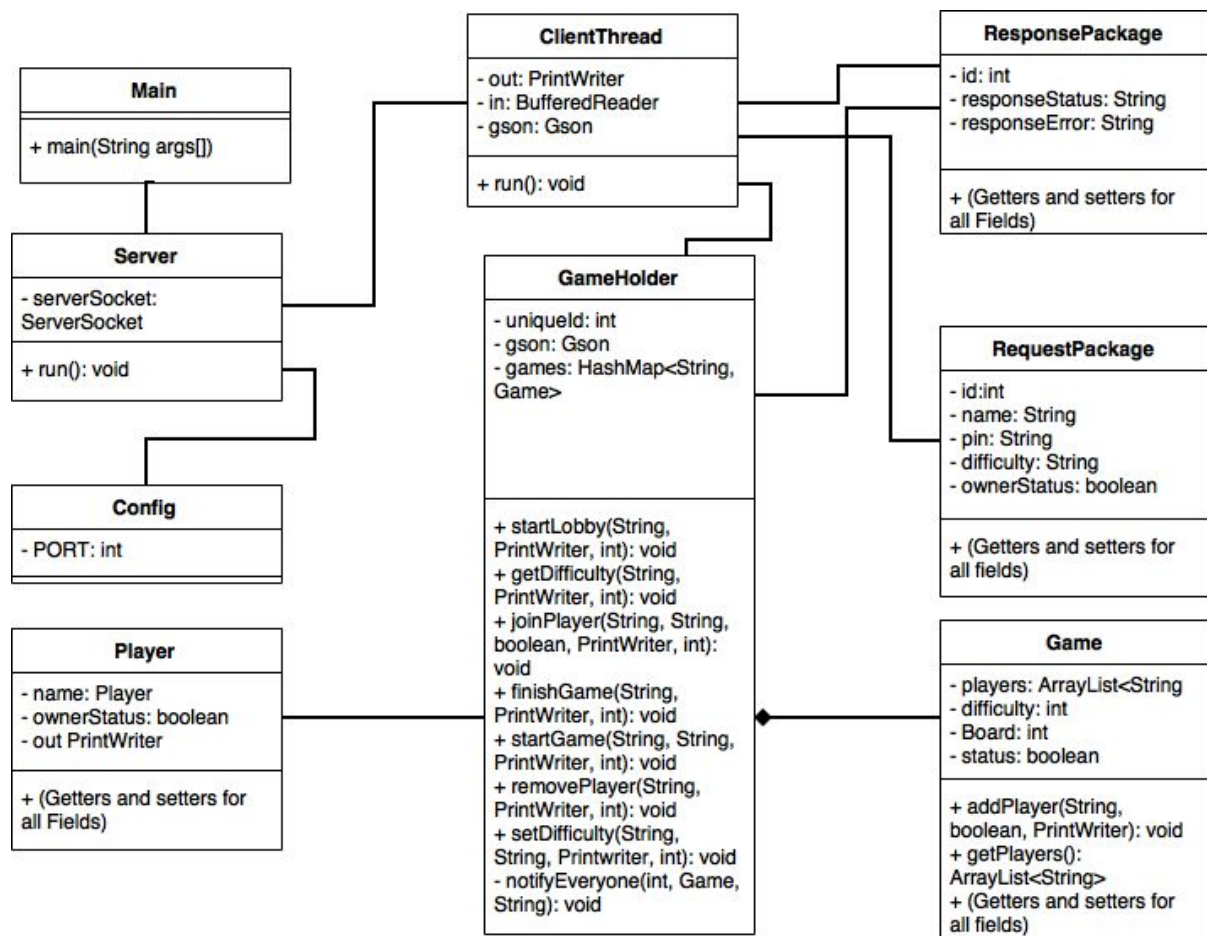 Main
+ main(String args[])
Server
- serverSocket:
ServerSocket
+ run(): void
Config
- PORT: int
Player
- name: Player
- ownerStatus: boolean
- out PrintWriter
+ (Getters and setters for
all Fields)
ClientThread
- out: PrintWriter
- in: BufferedReader
- gson: Gson
+ run(): void
GameHolder
- uniqueId: int
- gson: Gson
- games: HashMap<String,
Game>
+ startLobby(String,
PrintWriter, int): void
+ getDifficulty(String,
PrintWriter, int): void
+ joinPlayer(String, String,
boolean, PrintWriter, int):
void
+ finishGame(String,
PrintWriter, int): void
+ startGame(String, String,
PrintWriter, int): void
+ removePlayer(String,
PrintWriter, int): void
+ setDifficulty(String,
String, Printwriter, int): void
- notifyEveryone(int, Game,
String): void
ResponsePackage
- id: int
- responseStatus: String
- responseError: String
+ (Getters and setters for
all Fields)
RequestPackage
- id:int
- name: String
- pin: String
- difficulty: String
- ownerStatus: boolean
+ (Getters and setters for
all fields)
Game
- players: ArrayList<String
- difficulty: int
- Board: int
- status: boolean
+ addPlayer(String,
boolean, PrintWriter): void
+ getPlayers():
ArrayList<String>
+ (Getters and setters for
all fields)